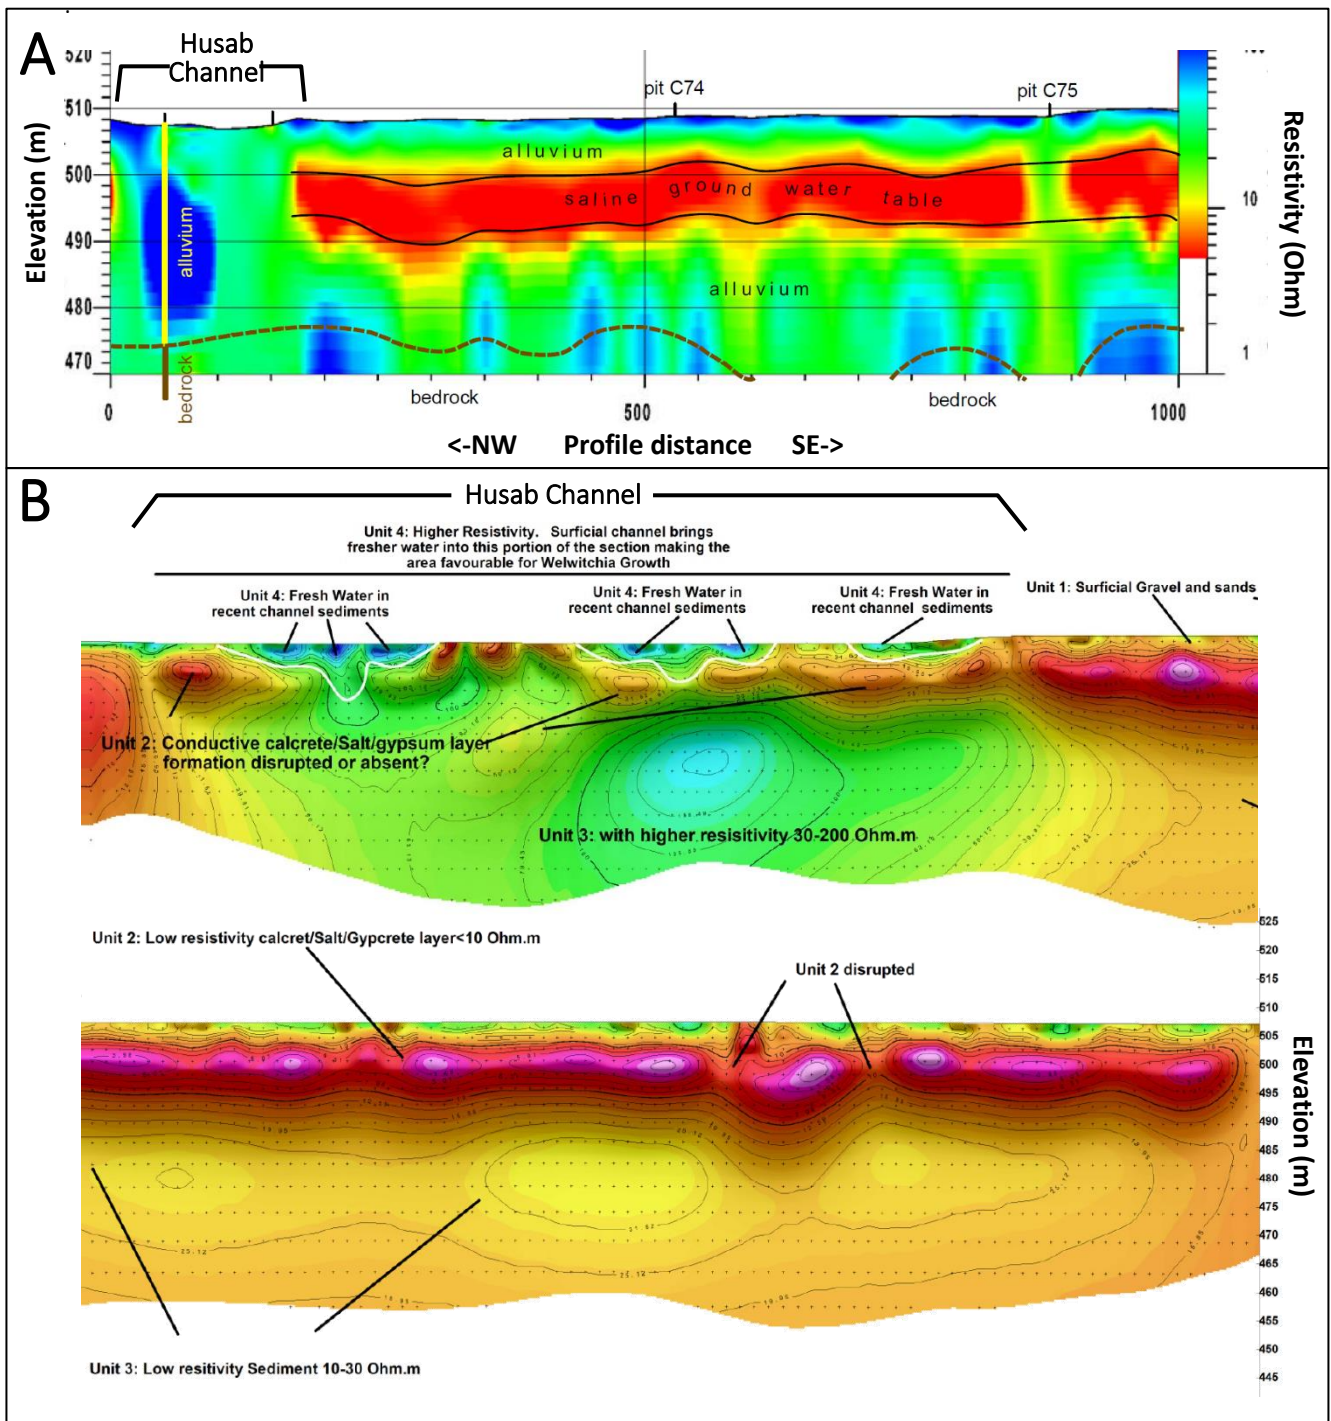 A
Husab
Channel
520
510
500
490
480
470
Elevation (m)
pit C74
pit C75
alluvium
saline ground water table
alluvium
alluvium
bedrock
bedrock
bedrock
0
500
1000
<-NW Profile distance SE->
10
1
Resistivity (Ohm)
B
Husab Channel
Unit 4: Higher Resistivity. Surficial channel brings
fresher water into this portion of the section making the
area favourable for Welwitchia Growth
Unit 4: Fresh Water in
recent channel sediments
Unit 4: Fresh Water in
recent channel sediments
Unit 4: Fresh Water in
recent channel sediments
Unit 1: Surficial Gravel and sands
Unit 2: Conductive calcrete/Salt/gypsum layer
formation disrupted or absent?
Unit 3: with higher resisitivity 30-200 Ohm.m
Unit 2: Low resistivity calcret/Salt/Gypcrete layer<10 Ohm.m
Unit 2 disrupted
525
520
515
510
505
500
495
490
485
480
475
470
465
460
455
450
445
Elevation (m)
31.62
25.12
25.12
Unit 3: Low resitivity Sediment 10-30 Ohm.m